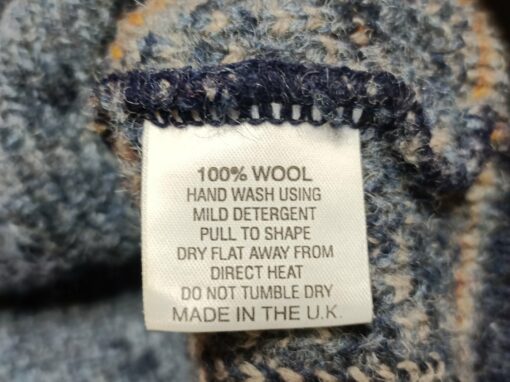 100% WOOL
HAND WASH USING
MILD DETERGENT
PULL TO SHAPE
DRY FLAT AWAY FROM
DIRECT HEAT
DO NOT TUMBLE DRY
MADE IN THE U.K.